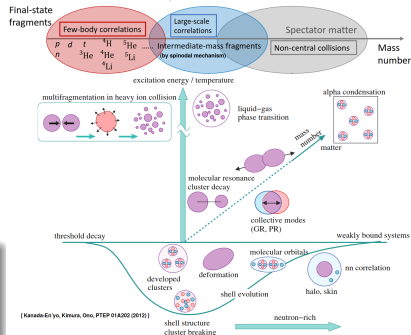 Final-state
fragments
Few-body correlations
Large-scale
correlations
Spectator matter
p d t ⁴H ⁵He ......
n ³He ⁴He ⁵Li
⁴Li
Intermediate-mass fragments
(by spinodal mechanism)
Non-central collisions
Mass
number
excitation energy / temperature
multifragmentation in heavy ion collision
liquid-gas
phase transition
alpha condensation
mass
number
matter
molecular resonance
cluster decay
collective modes
(GR, PR)
threshold decay
weakly bound systems
developed
clusters
deformation
molecular orbitals
nn correlation
halo, skin
shell evolution
shell structure
cluster breaking
neutron-rich
[ Kanada-En'yo, Kimura, Ono, PTEP 01A202 (2012) ]